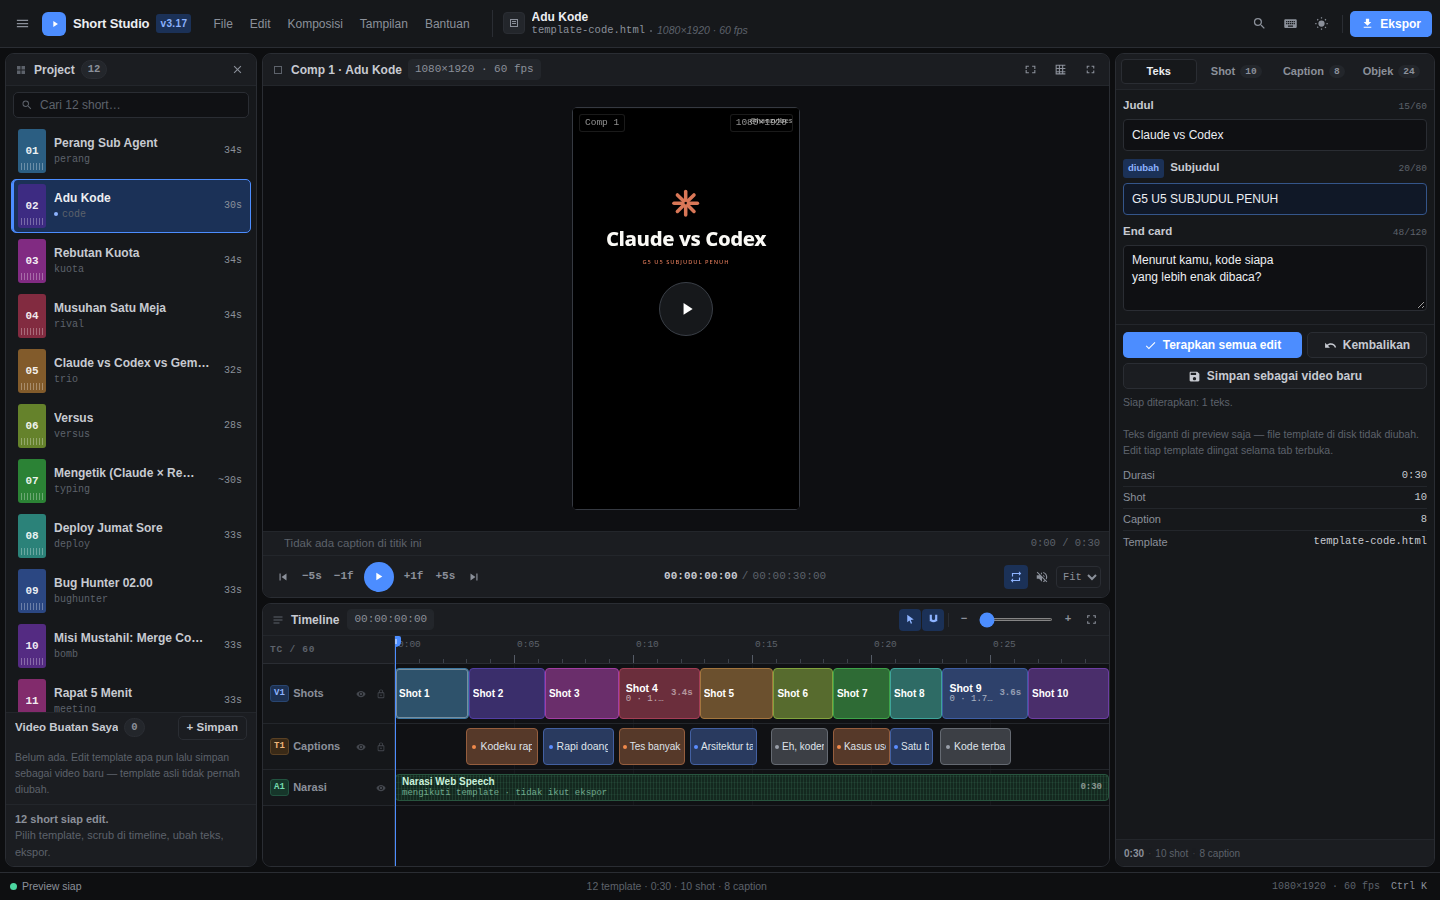 Short Studio v3.17 File Edit Komposisi Tampilan Bantuan
Adu Kode
template-code.html · 1080×1920 · 60 fps
Ekspor
Project 12
Cari 12 short…
01 Perang Sub Agent 34s
perang
02 Adu Kode 30s
code
03 Rebutan Kuota 34s
kuota
04 Musuhan Satu Meja 34s
rival
05 Claude vs Codex vs Gem… 32s
trio
06 Versus 28s
versus
07 Mengetik (Claude × Re… ~30s
typing
08 Deploy Jumat Sore 33s
deploy
09 Bug Hunter 02.00 33s
bughunter
10 Misi Mustahil: Merge Co… 33s
bomb
11 Rapat 5 Menit 33s
meeting
Video Buatan Saya 0 + Simpan
Belum ada. Edit template apa pun lalu simpan
sebagai video baru — template asli tidak pernah
diubah.
12 short siap edit.
Pilih template, scrub di timeline, ubah teks,
ekspor.
Comp 1 · Adu Kode 1080×1920 · 60 fps
Comp 1 1080×1920
Claude vs Codex
G5 U5 SUBJUDUL PENUH
Tidak ada caption di titik ini 0:00 / 0:30
−5s −1f +1f +5s 00:00:00:00 / 00:00:30:00 Fit
Timeline 00:00:00:00 − +
TC / 60 0:00 0:05 0:10 0:15 0:20 0:25
V1 Shots Shot 1 Shot 2 Shot 3 Shot 4 3.4s Shot 5 Shot 6 Shot 7 Shot 8 Shot 9 3.6s Shot 10
0 · 1.… 0 · 1.7…
T1 Captions Kodeku rap Rapi doang Tes banyak Arsitektur ta Eh, koder Kasus us Satu b Kode terba
A1 Narasi Narasi Web Speech 0:30
mengikuti template · tidak ikut ekspor
Teks Shot 10 Caption 8 Objek 24
Judul 15/60
Claude vs Codex
diubah Subjudul 20/80
G5 U5 SUBJUDUL PENUH
End card 48/120
Menurut kamu, kode siapa
yang lebih enak dibaca?
Terapkan semua edit Kembalikan
Simpan sebagai video baru
Siap diterapkan: 1 teks.
Teks diganti di preview saja — file template di disk tidak diubah.
Edit tiap template diingat selama tab terbuka.
Durasi 0:30
Shot 10
Caption 8
Template template-code.html
0:30 · 10 shot · 8 caption
Preview siap 12 template · 0:30 · 10 shot · 8 caption 1080×1920 · 60 fps Ctrl K